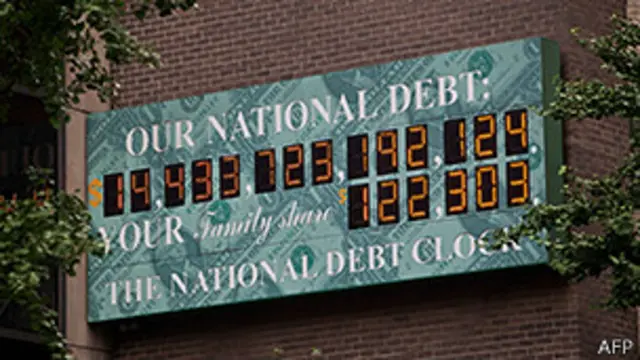 OUR NATIONAL DEBT:
$14,433,723,192,124.
YOUR Family share $122,303.
THE NATIONAL DEBT CLOCK
AFP